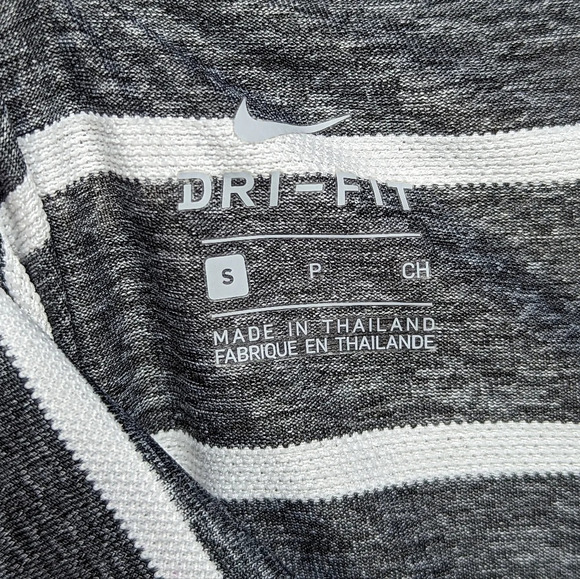 DRI-FIT
S P CH
MADE IN THAILAND
FABRIQUE EN THAILANDE